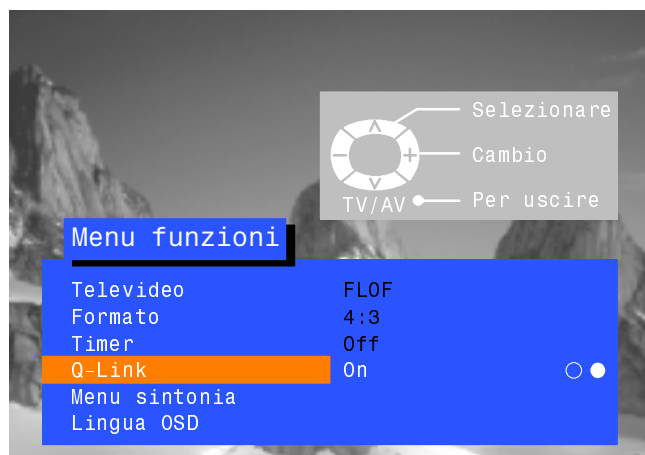 Selezionare
Cambio
TV/AV Per uscire
Menu funzioni
Televideo FLOF
Formato 4:3
Timer Off
Q-Link On
Menu sintonia
Lingua OSD